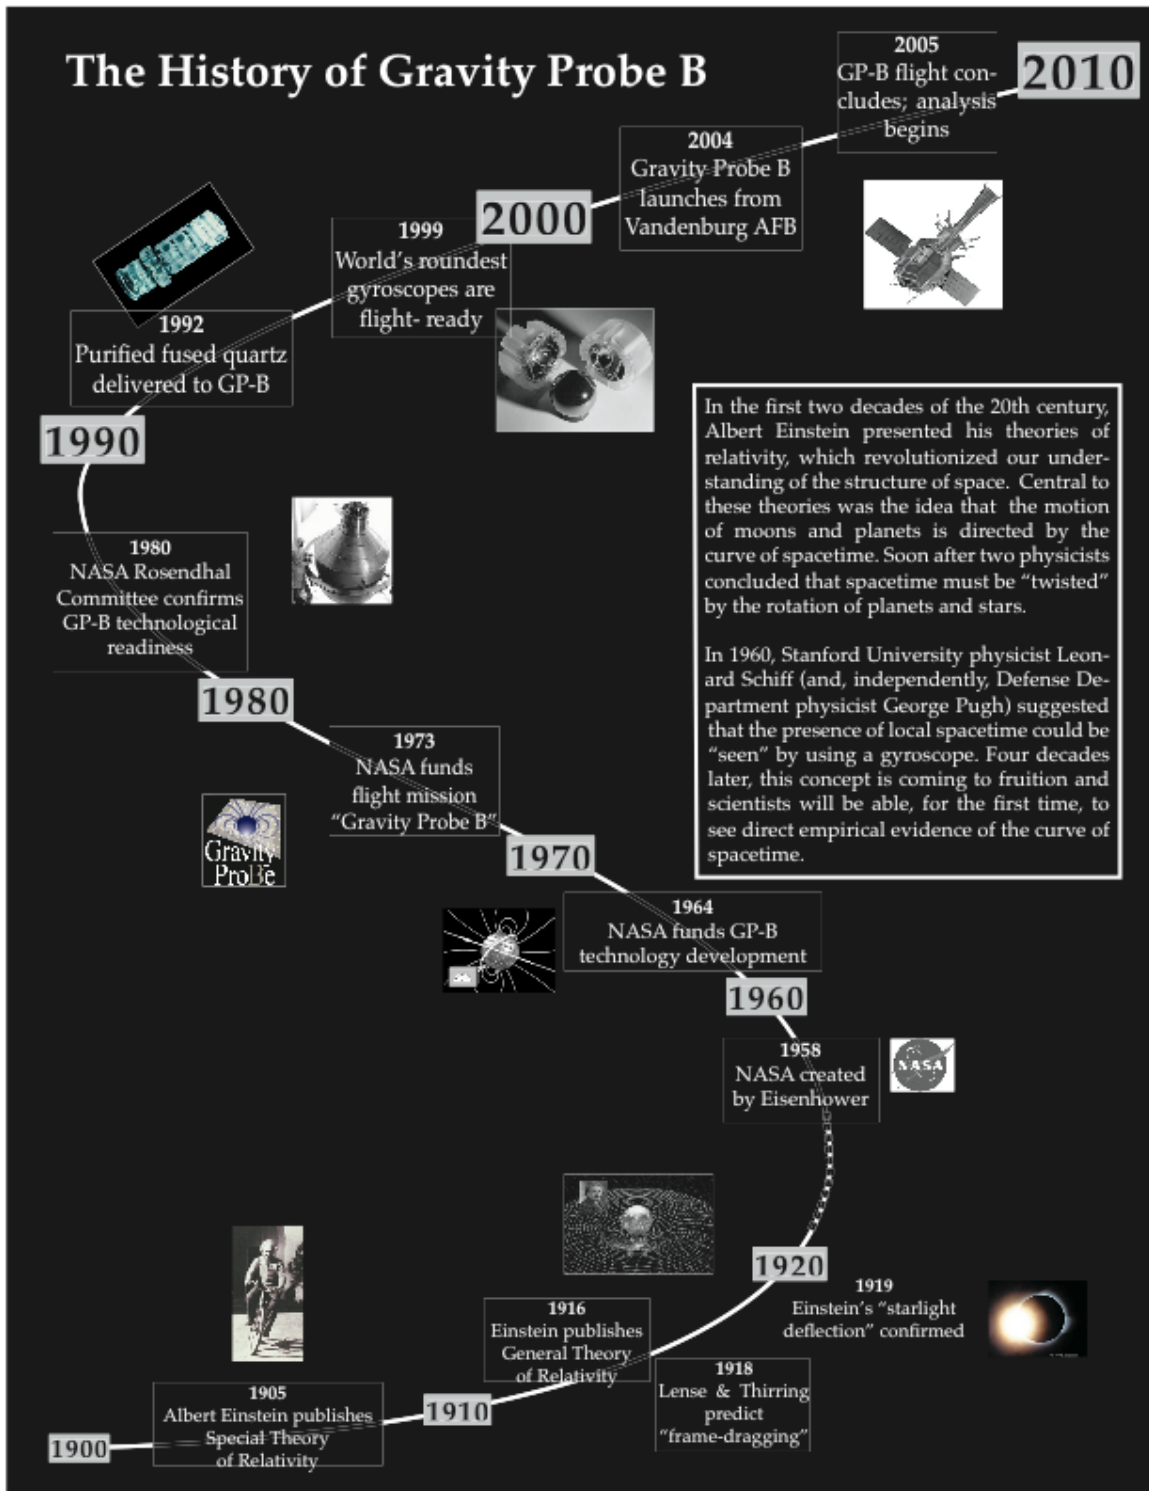 The History of Gravity Probe B
2005
GP-B flight con-
cludes; analysis
begins
2010
2004
Gravity Probe B
launches from
Vandenburg AFB
2000
1999
World's roundest
gyroscopes are
flight- ready
1992
Purified fused quartz
delivered to GP-B
1990
In the first two decades of the 20th century,
Albert Einstein presented his theories of
relativity, which revolutionized our under-
standing of the structure of space. Central to
these theories was the idea that the motion
of moons and planets is directed by the
curve of spacetime. Soon after two physicists
concluded that spacetime must be "twisted"
by the rotation of planets and stars.
In 1960, Stanford University physicist Leon-
ard Schiff (and, independently, Defense De-
partment physicist George Pugh) suggested
that the presence of local spacetime could be
"seen" by using a gyroscope. Four decades
later, this concept is coming to fruition and
scientists will be able, for the first time, to
see direct empirical evidence of the curve of
spacetime.
1980
NASA Rosendhal
Committee confirms
GP-B technological
readiness
1980
1973
NASA funds
flight mission
"Gravity Probe B"
Gravity
ProBe
1970
1964
NASA funds GP-B
technology development
1960
1958
NASA created
by Eisenhower
NASA
1920
1919
Einstein's "starlight
deflection" confirmed
1916
Einstein publishes
General Theory
of Relativity
1918
Lense & Thirring
predict
"frame-dragging"
1910
1905
Albert Einstein publishes
Special Theory
of Relativity
1900